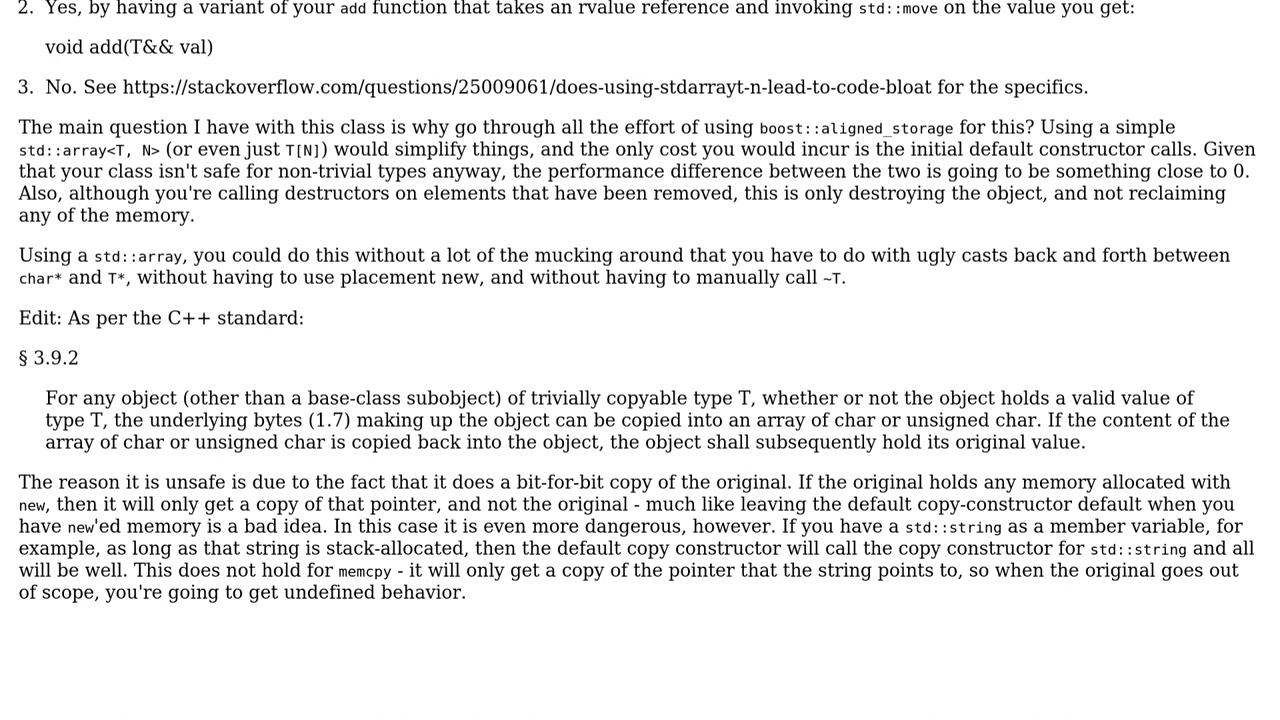 2. Yes, by having a variant of your add function that takes an rvalue reference and invoking std::move on the value you get:
void add(T&& val)
3. No. See https://stackoverflow.com/questions/25009061/does-using-stdarrayt-n-lead-to-code-bloat for the specifics.
The main question I have with this class is why go through all the effort of using boost::aligned_storage for this? Using a simple
std::array<T, N> (or even just T[N]) would simplify things, and the only cost you would incur is the initial default constructor calls. Given
that your class isn't safe for non-trivial types anyway, the performance difference between the two is going to be something close to 0.
Also, although you're calling destructors on elements that have been removed, this is only destroying the object, and not reclaiming
any of the memory.
Using a std::array, you could do this without a lot of the mucking around that you have to do with ugly casts back and forth between
char* and T*, without having to use placement new, and without having to manually call ~T.
Edit: As per the C++ standard:
§ 3.9.2
For any object (other than a base-class subobject) of trivially copyable type T, whether or not the object holds a valid value of
type T, the underlying bytes (1.7) making up the object can be copied into an array of char or unsigned char. If the content of the
array of char or unsigned char is copied back into the object, the object shall subsequently hold its original value.
The reason it is unsafe is due to the fact that it does a bit-for-bit copy of the original. If the original holds any memory allocated with
new, then it will only get a copy of that pointer, and not the original - much like leaving the default copy-constructor default when you
have new'ed memory is a bad idea. In this case it is even more dangerous, however. If you have a std::string as a member variable, for
example, as long as that string is stack-allocated, then the default copy constructor will call the copy constructor for std::string and all
will be well. This does not hold for memcpy - it will only get a copy of the pointer that the string points to, so when the original goes out
of scope, you're going to get undefined behavior.